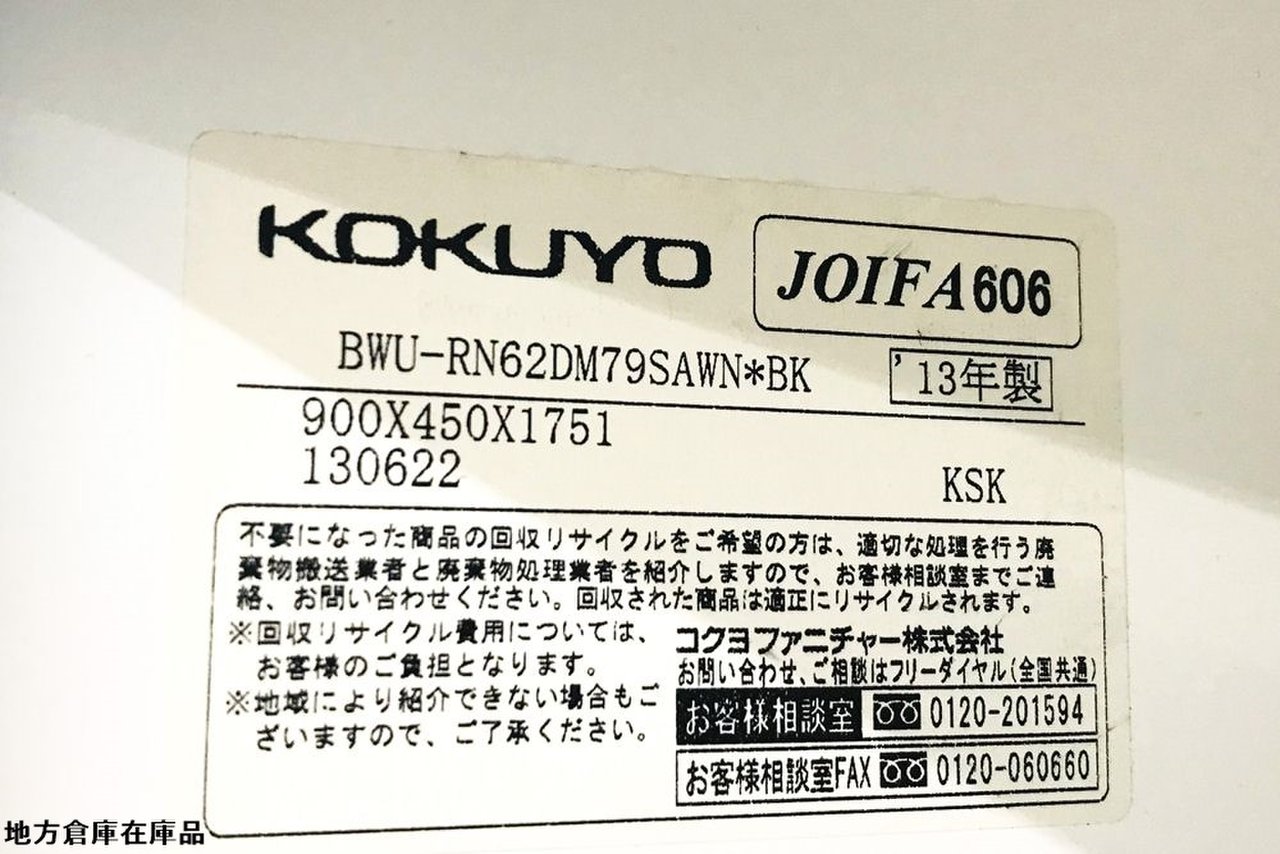 KOKUYO
JOIFA606
BWU-RN62DM79SAWN*BK
'13年製
900X450X1751
130622
KSK
不要になった商品の回収リサイクルをご希望の方は、適切な処理を行う廃
棄物搬送業者と廃棄物処理業者を紹介しますので、お客様相談室までご連
絡、お問い合わせください。回収された商品は適正にリサイクルされます。
※回収リサイクル費用については、
お客様のご負担となります。
※地域により紹介できない場合もご
ざいますので、ご了承ください。
コクヨファニチャー株式会社
お問い合わせ、ご相談はフリーダイヤル(全国共通)
お客様相談室 0120-201594
お客様相談室FAX 0120-060660
地方倉庫在庫品